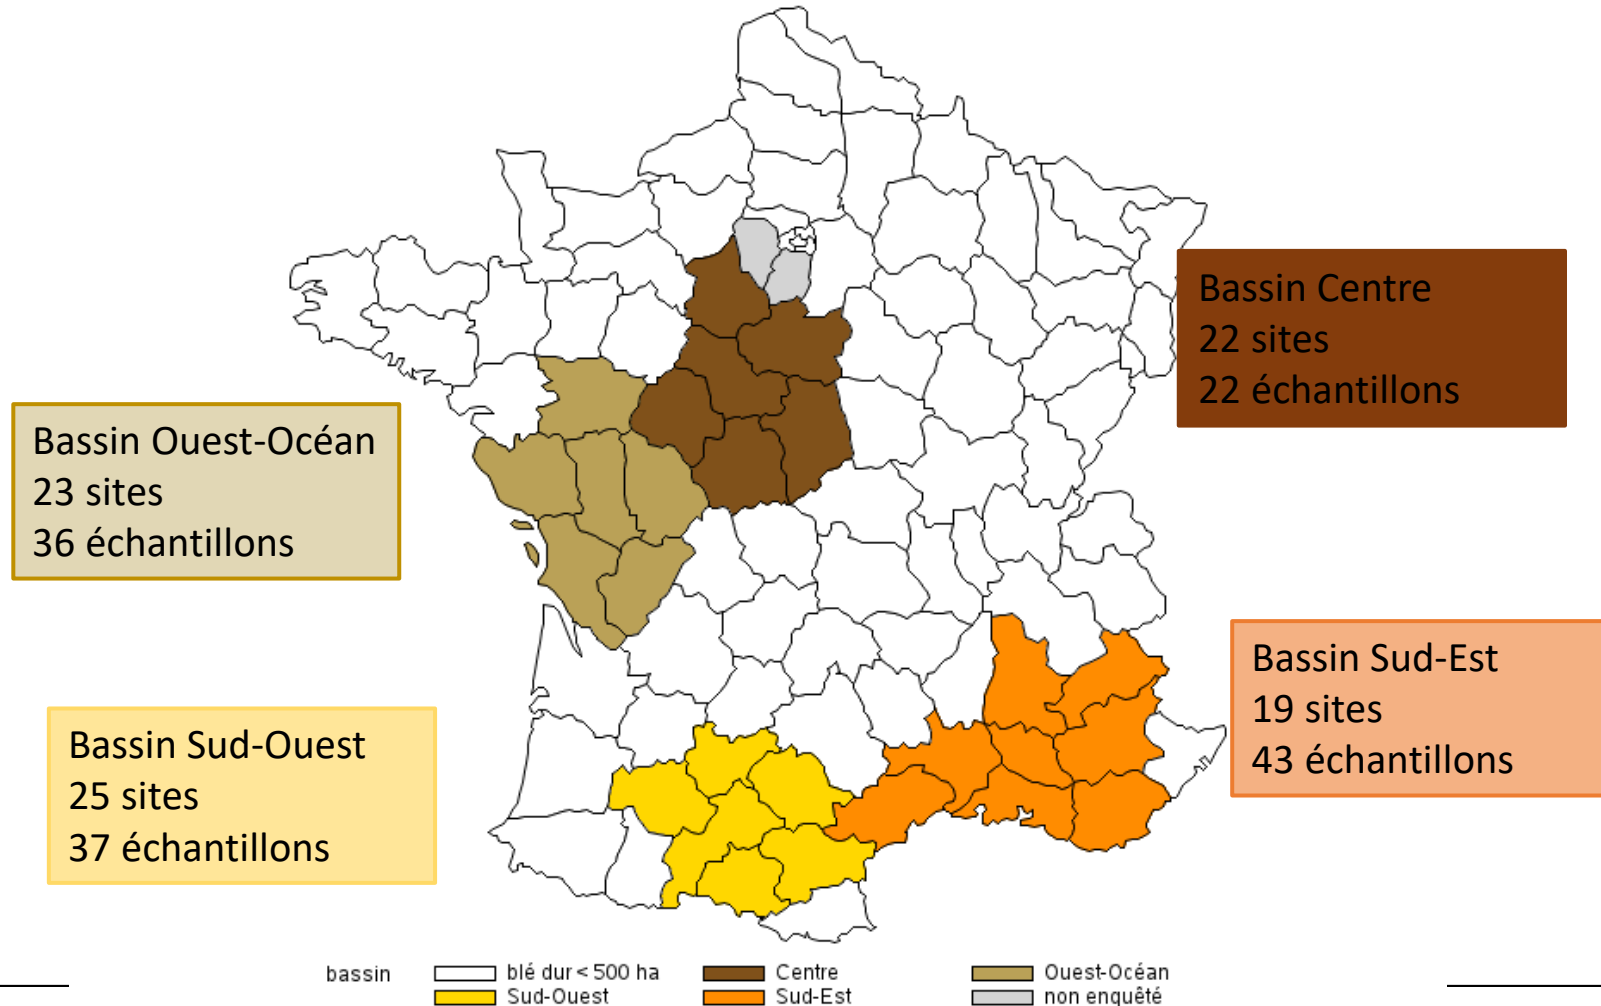 Bassin Centre
22 sites
22 échantillons
Bassin Ouest-Océan
23 sites
36 échantillons
Bassin Sud-Est
19 sites
43 échantillons
Bassin Sud-Ouest
25 sites
37 échantillons
bassin blé dur < 500 ha Centre Ouest-Océan
Sud-Ouest Sud-Est non enquêté